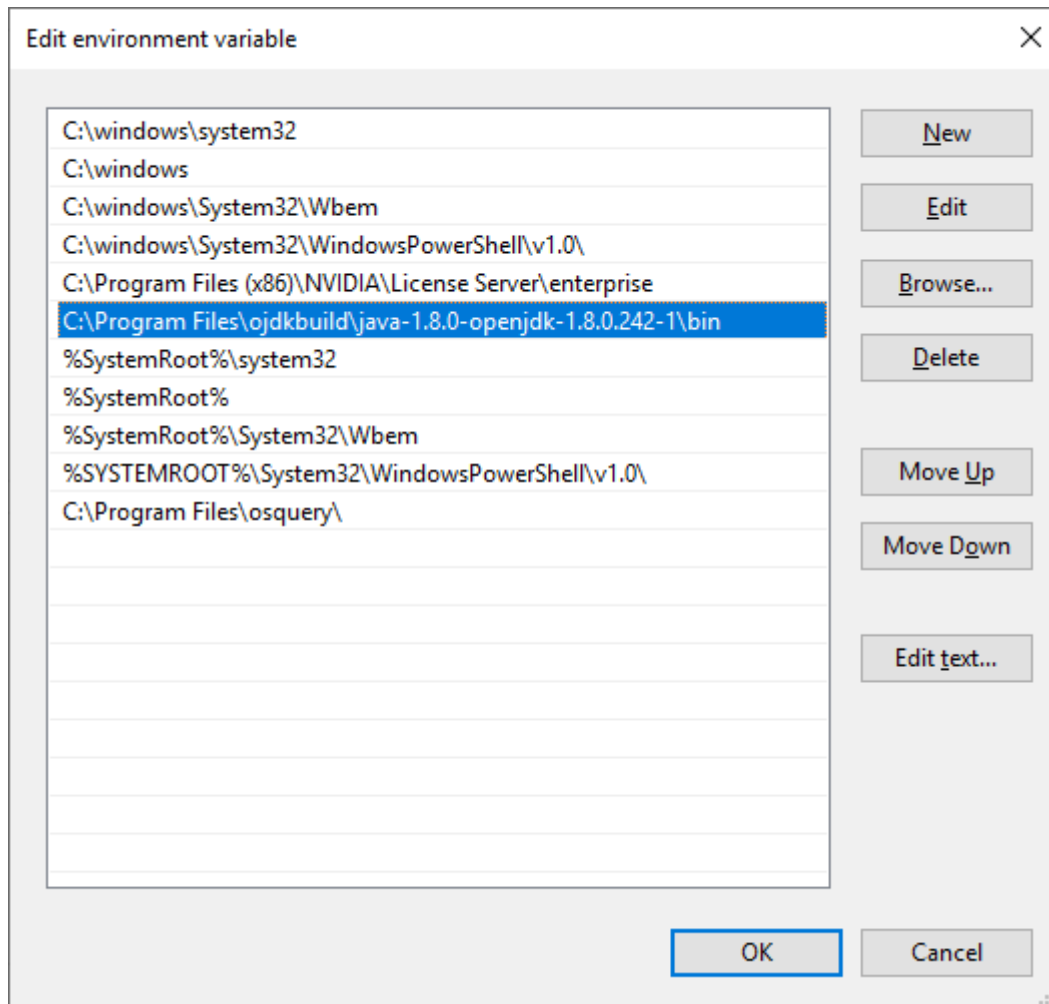 Edit environment variable
C:\windows\system32
C:\windows
C:\windows\System32\Wbem
C:\windows\System32\WindowsPowerShell\v1.0\
C:\Program Files (x86)\NVIDIA\License Server\enterprise
C:\Program Files\ojdkbuild\java-1.8.0-openjdk-1.8.0.242-1\bin
%SystemRoot%\system32
%SystemRoot%
%SystemRoot%\System32\Wbem
%SYSTEMROOT%\System32\WindowsPowerShell\v1.0\
C:\Program Files\osquery\
New
Edit
Browse...
Delete
Move Up
Move Down
Edit text...
OK
Cancel